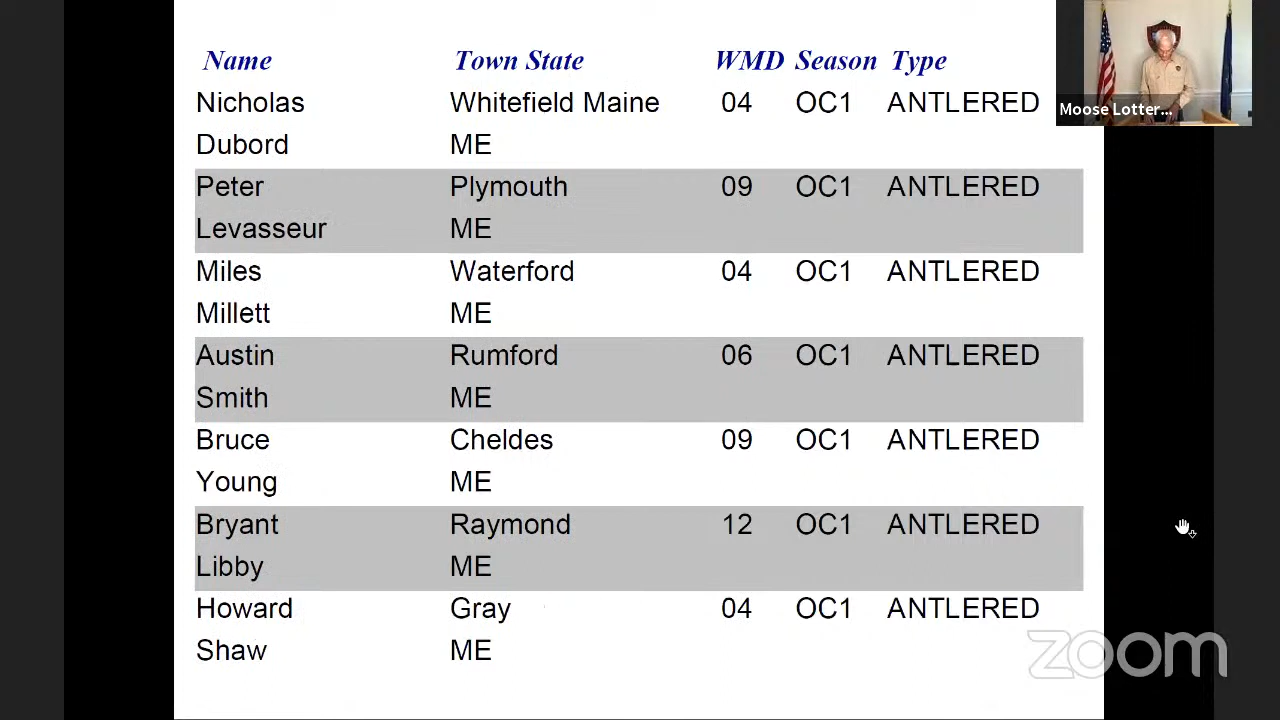 Name Town State WMD Season Type
Nicholas Whitefield Maine 04 OC1 ANTLERED
Dubord ME
Peter Plymouth 09 OC1 ANTLERED
Levasseur ME
Miles Waterford 04 OC1 ANTLERED
Millett ME
Austin Rumford 06 OC1 ANTLERED
Smith ME
Bruce Cheldes 09 OC1 ANTLERED
Young ME
Bryant Raymond 12 OC1 ANTLERED
Libby ME
Howard Gray 04 OC1 ANTLERED
Shaw ME
Moose Lotter...
zoom